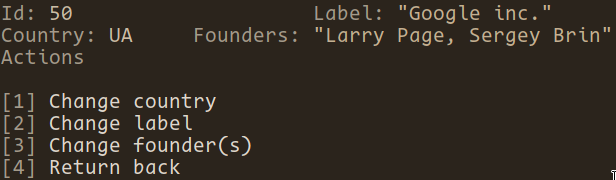 Id: 50 Label: "Google inc."
Country: UA Founders: "Larry Page, Sergey Brin"
Actions
[1] Change country
[2] Change label
[3] Change founder(s)
[4] Return back